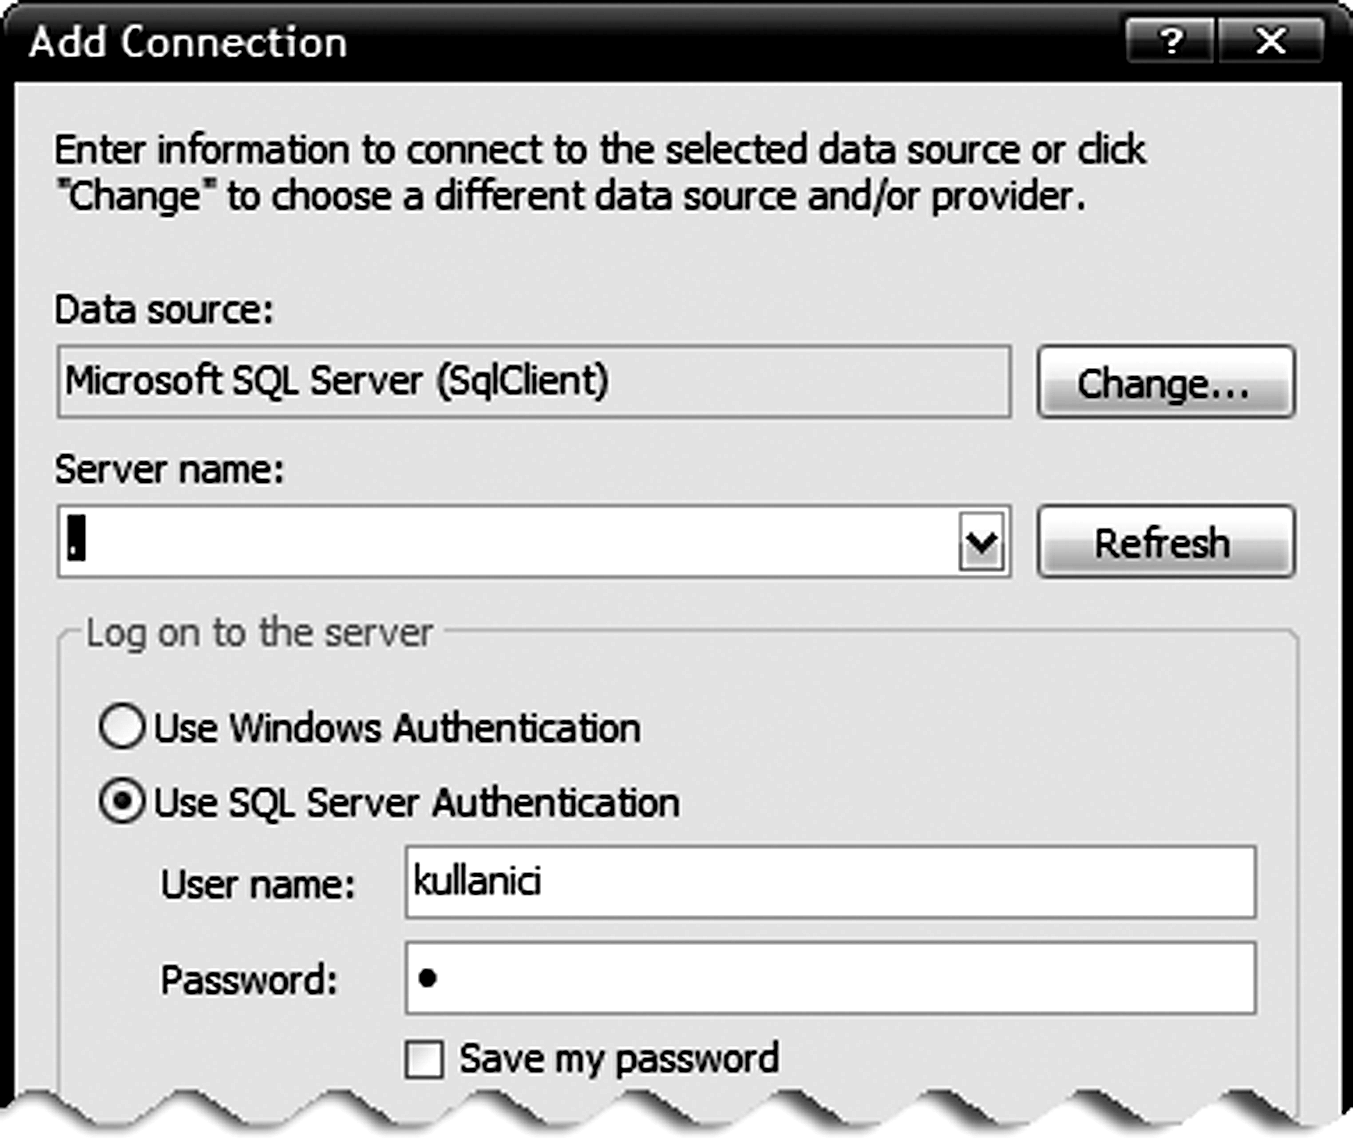 Add Connection
Enter information to connect to the selected data source or click
"Change" to choose a different data source and/or provider.
Data source:
Microsoft SQL Server (SqlClient)
Change...
Server name:
.
Refresh
Log on to the server
Use Windows Authentication
Use SQL Server Authentication
User name:
kullanici
Password:
Save my password